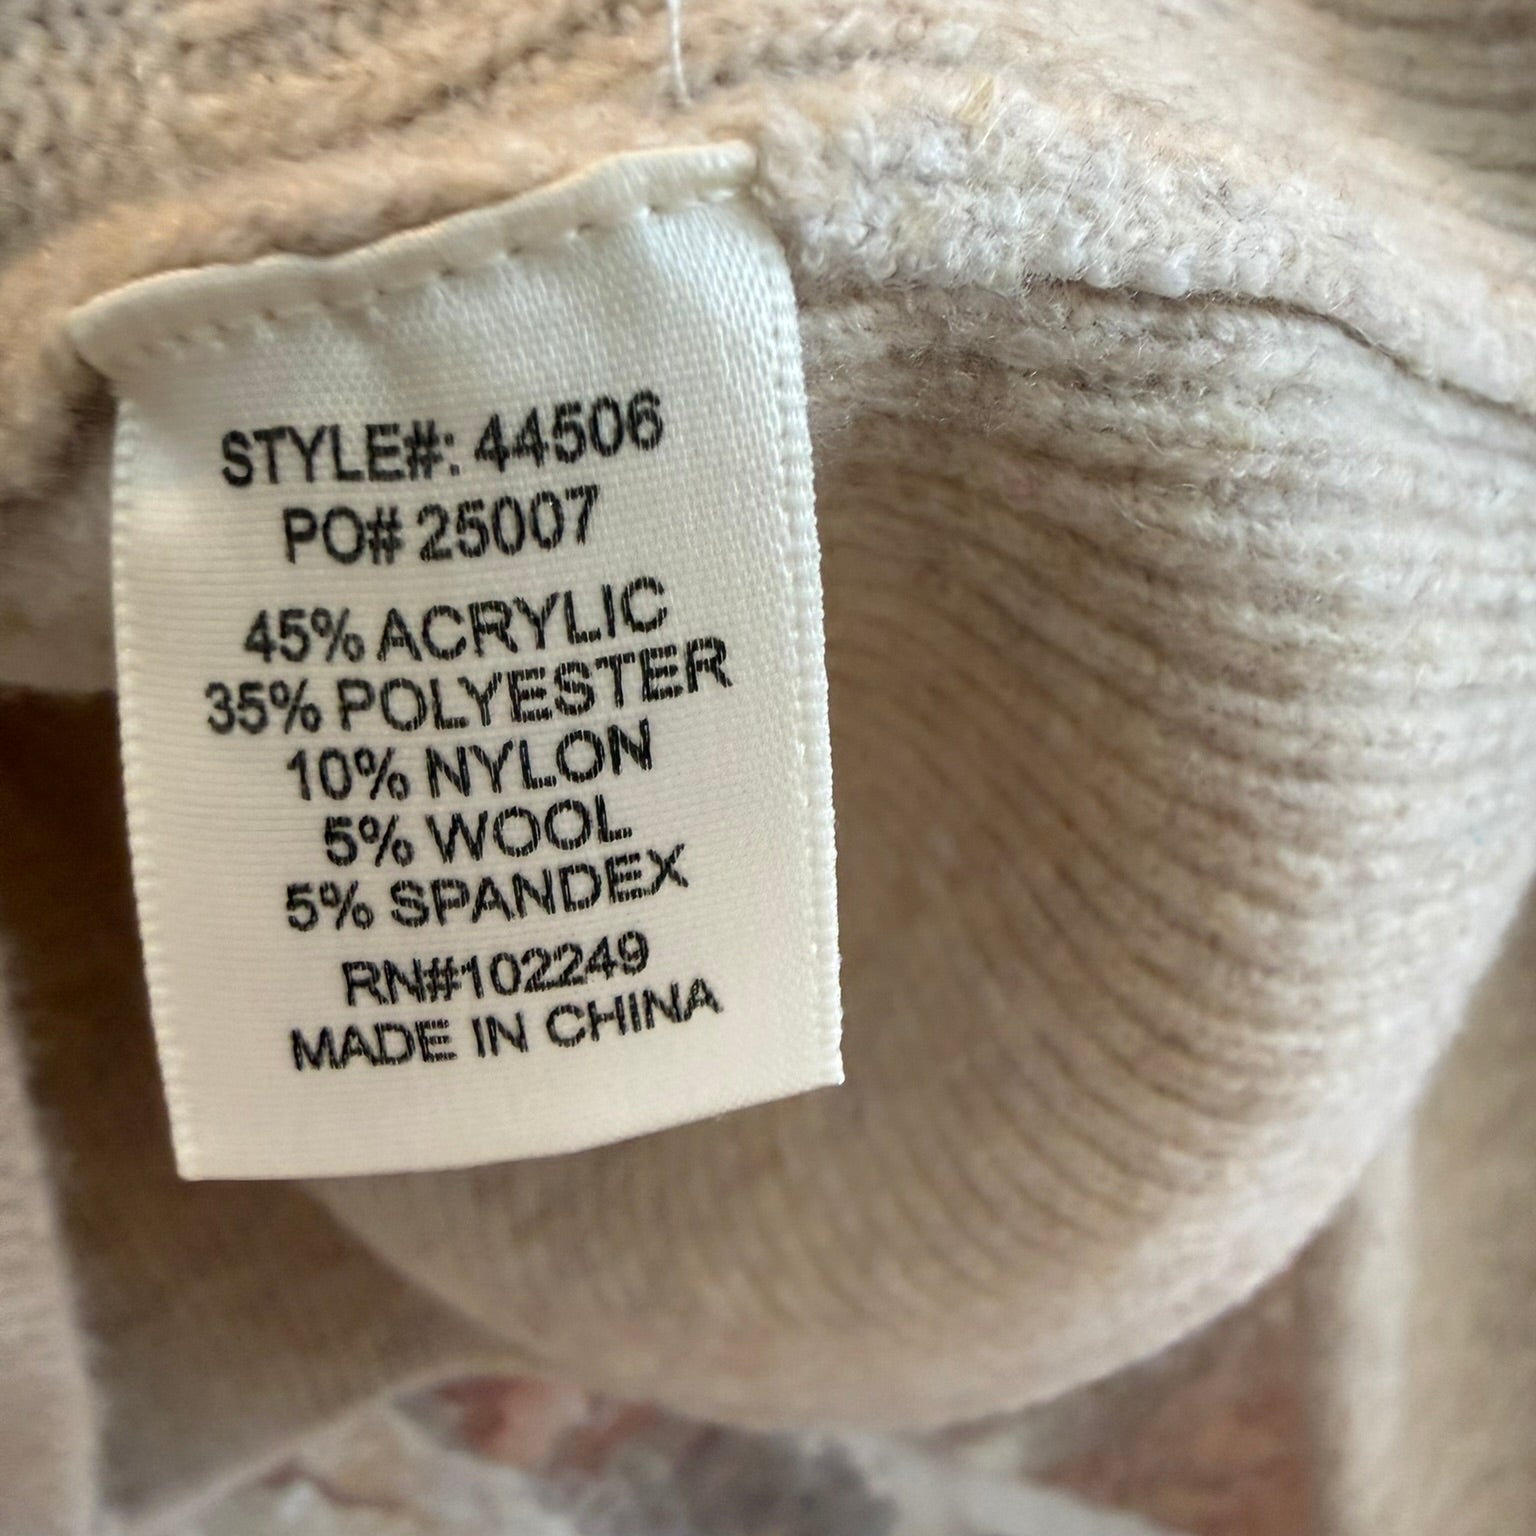 STYLE#: 44506
PO# 25007
45% ACRYLIC
35% POLYESTER
10% NYLON
5% WOOL
5% SPANDEX
RN#102249
MADE IN CHINA